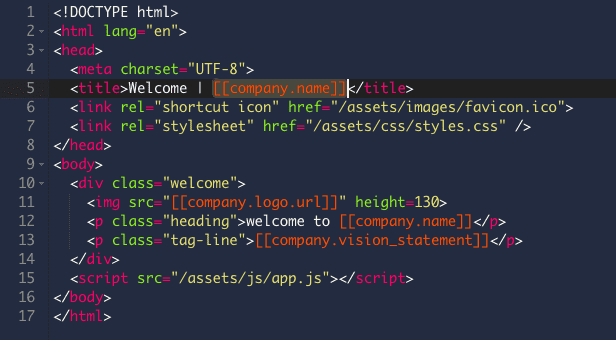 1 <!DOCTYPE html>
2 <html lang="en">
3 <head>
4 <meta charset="UTF-8">
5 <title>Welcome | [[company.name]]</title>
6 <link rel="shortcut icon" href="/assets/images/favicon.ico">
7 <link rel="stylesheet" href="/assets/css/styles.css" />
8 </head>
9 <body>
10 <div class="welcome">
11 <img src="[[company.logo.url]]" height=130>
12 <p class="heading">welcome to [[company.name]]</p>
13 <p class="tag-line">[[company.vision_statement]]</p>
14 </div>
15 <script src="/assets/js/app.js"></script>
16 </body>
17 </html>